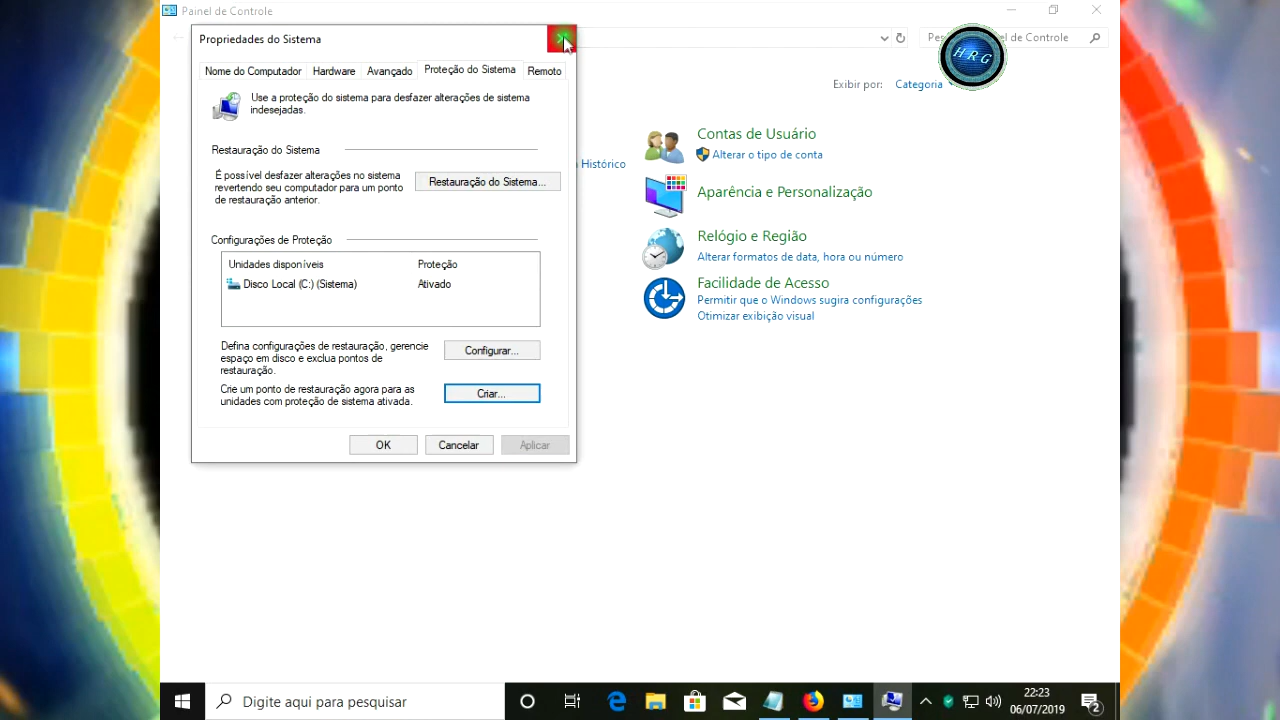 Painel de Controle
Propriedades do Sistema
Nome do Computador
Hardware
Avançado
Proteção do Sistema
Remoto
Use a proteção do sistema para desfazer alterações de sistema
indesejadas.
Restauração do Sistema
É possível desfazer alterações no sistema
revertendo seu computador para um ponto
de restauração anterior.
Restauração do Sistema...
Configurações de Proteção
Unidades disponíveis
Proteção
Disco Local (C:) (Sistema)
Ativado
Defina configurações de restauração, gerencie
espaço em disco e exclua pontos de
restauração.
Configurar...
Crie um ponto de restauração agora para as
unidades com proteção de sistema ativada.
Criar...
OK
Cancelar
Aplicar
de Controle
HRG
Exibir por:
Categoria
Histórico
Contas de Usuário
Alterar o tipo de conta
Aparência e Personalização
Relógio e Região
Alterar formatos de data, hora ou número
Facilidade de Acesso
Permitir que o Windows sugira configurações
Otimizar exibição visual
Digite aqui para pesquisar
22:23
06/07/2019
2